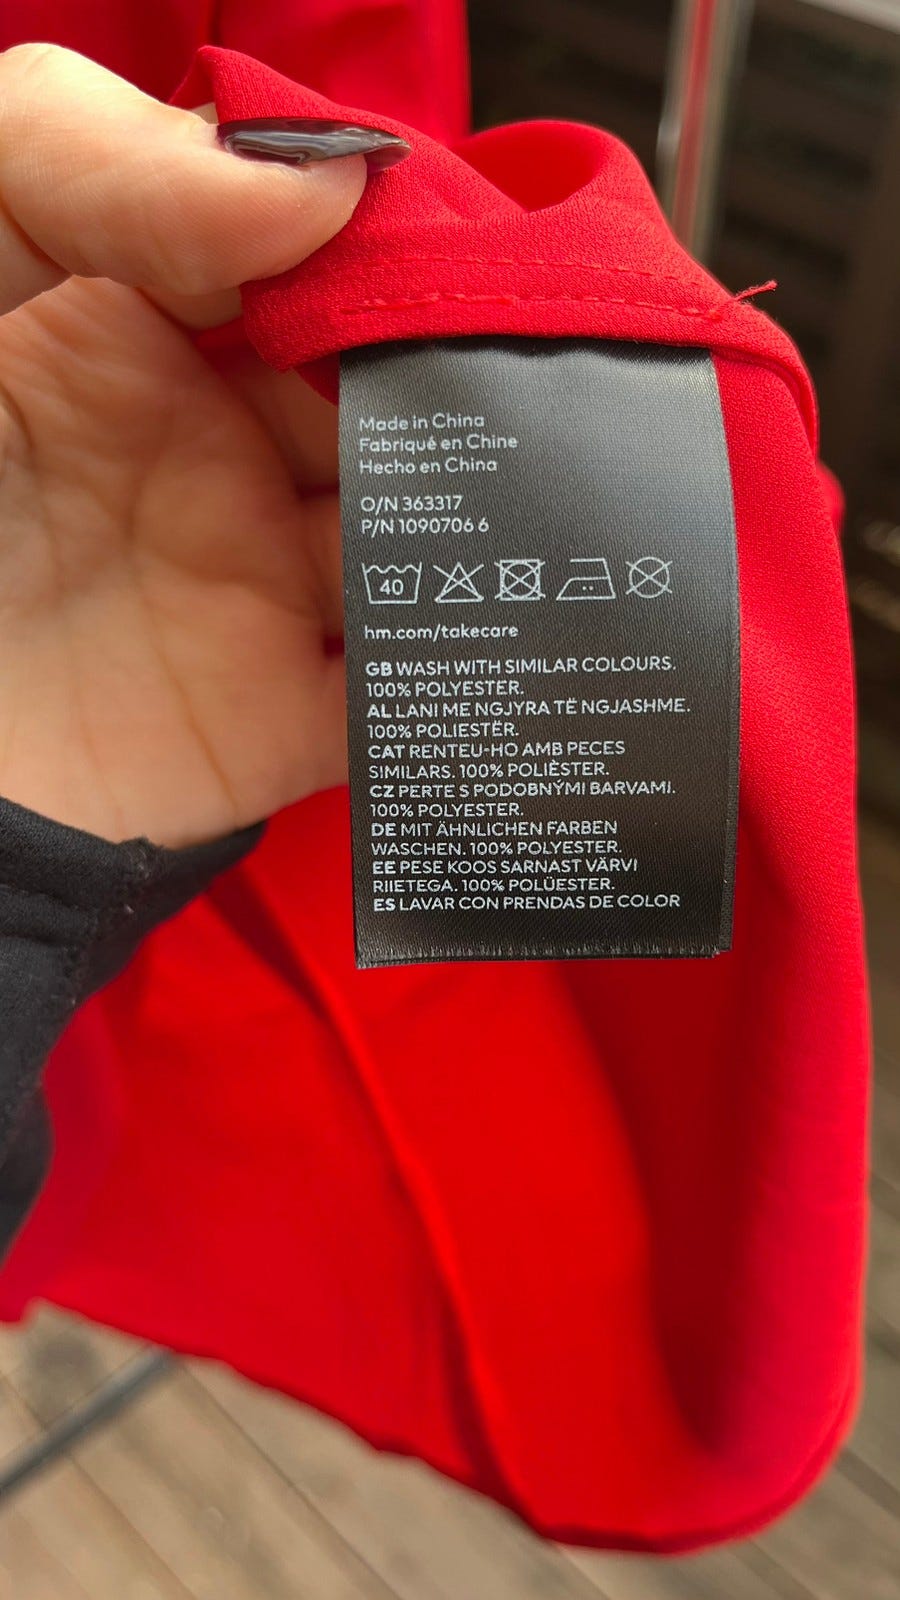 Made in China
Fabriqué en Chine
Hecho en China
O/N 363317
P/N 1090706 6
40
hm.com/takecare
GB WASH WITH SIMILAR COLOURS.
100% POLYESTER.
AL LANI ME NGJYRA TË NGJASHME.
100% POLIESTËR.
CAT RENTEU-HO AMB PECES
SIMILARS. 100% POLIÈSTER.
CZ PERTE S PODOBNÝMI BARVAMI.
100% POLYESTER.
DE MIT ÄHNLICHEN FARBEN
WASCHEN. 100% POLYESTER.
EE PESE KOOS SARNAST VÄRVI
RIIETEGA. 100% POLÜESTER.
ES LAVAR CON PRENDAS DE COLOR